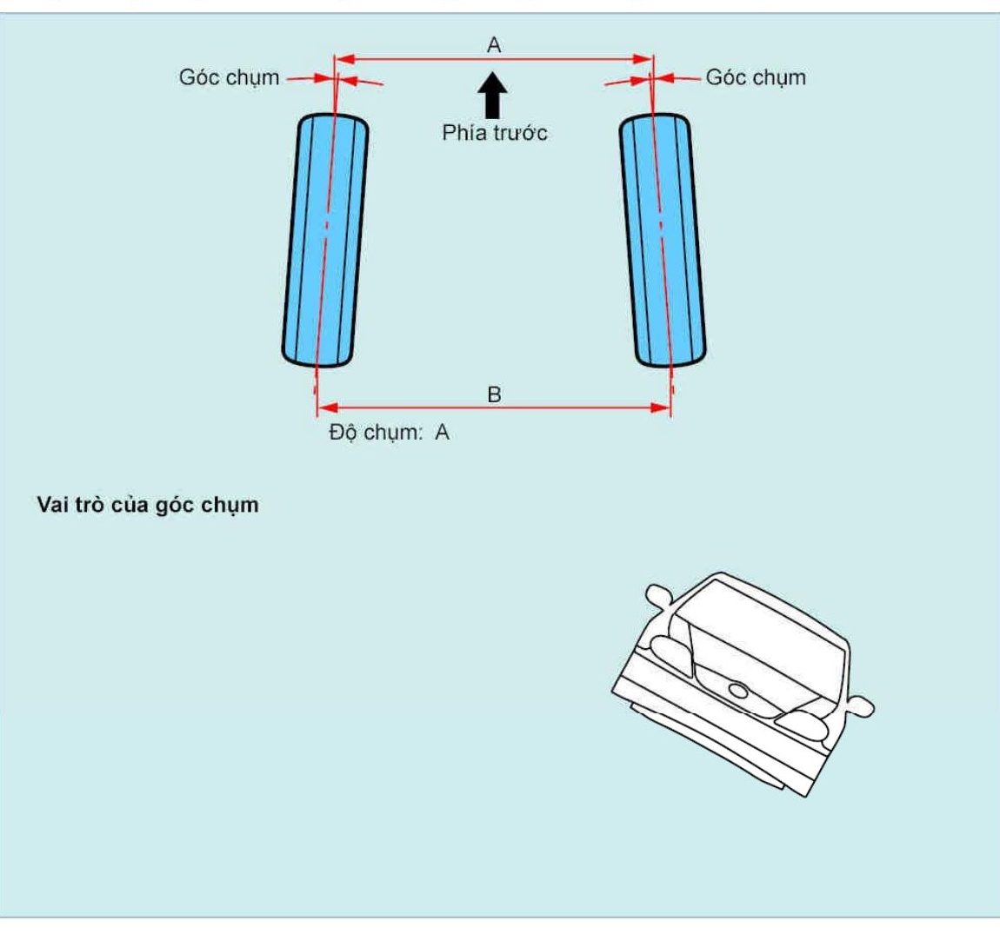 A
Góc chụm
Góc chụm
Phía trước
B
Độ chụm: A
Vai trò của góc chụm